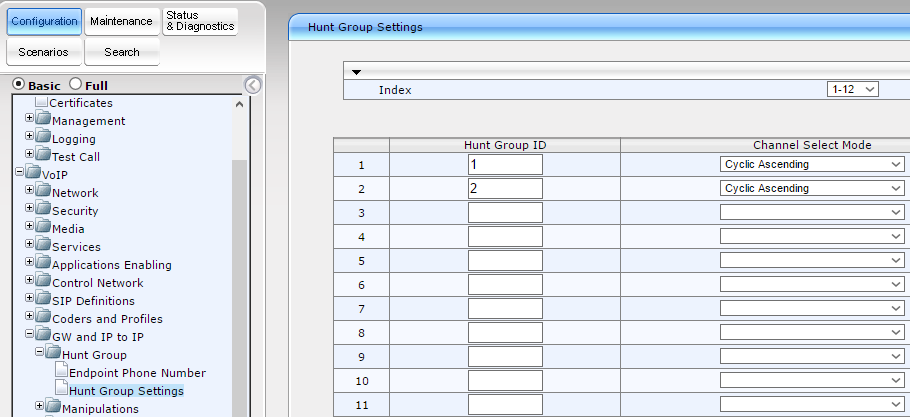 Configuration Maintenance Status & Diagnostics
Scenarios Search
Basic Full
Certificates
Management
Logging
Test Call
VoIP
Network
Security
Media
Services
Applications Enabling
Control Network
SIP Definitions
Coders and Profiles
GW and IP to IP
Hunt Group
Endpoint Phone Number
Hunt Group Settings
Manipulations
Hunt Group Settings
Index 1-12
Hunt Group ID Channel Select Mode
1 1 Cyclic Ascending
2 2 Cyclic Ascending
3
4
5
6
7
8
9
10
11